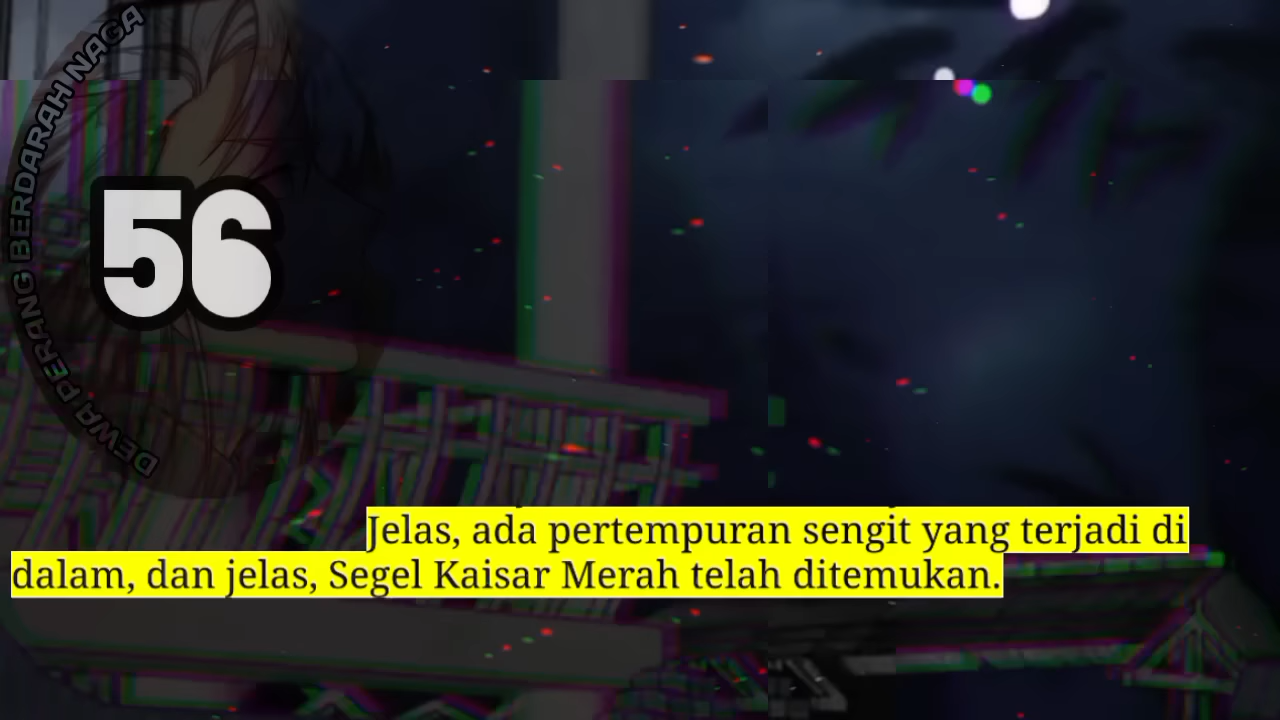 DEWA PERANG BERDARAH NAGA
56
Jelas, ada pertempuran sengit yang terjadi di
dalam, dan jelas, Segel Kaisar Merah telah ditemukan.